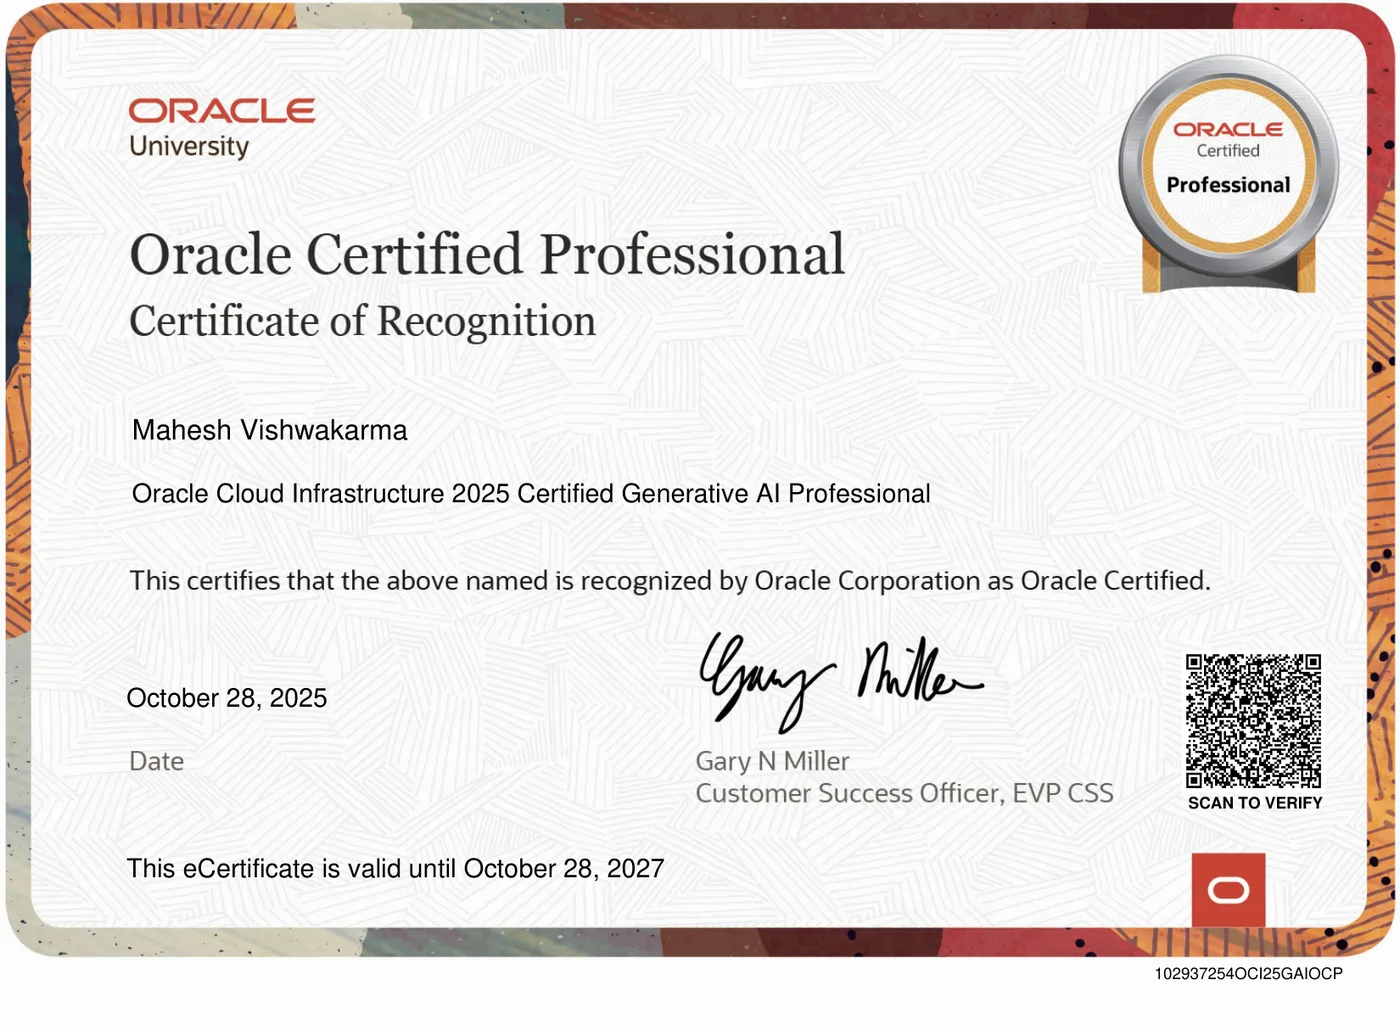 ORACLE
University
ORACLE
Certified
Professional
Oracle Certified Professional
Certificate of Recognition
Mahesh Vishwakarma
Oracle Cloud Infrastructure 2025 Certified Generative AI Professional
This certifies that the above named is recognized by Oracle Corporation as Oracle Certified.
Gary Miller
October 28, 2025
Date
Gary N Miller
Customer Success Officer, EVP CSS
SCAN TO VERIFY
This eCertificate is valid until October 28, 2027
102937254OCI25GAIOCP